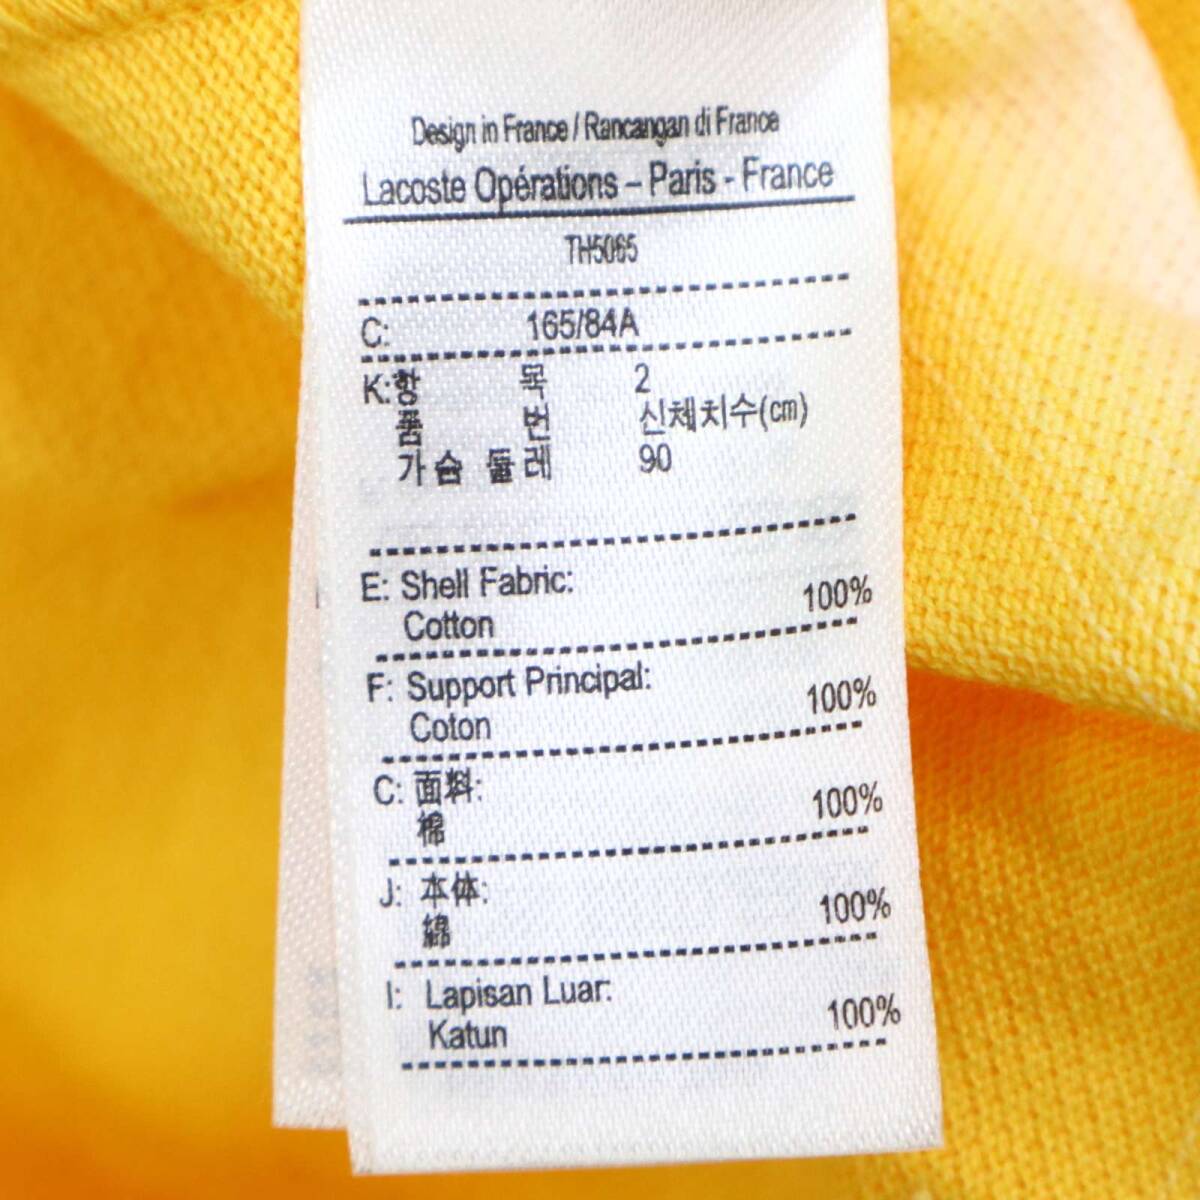 Design in France / Rancangan di France
Lacoste Opérations – Paris - France
TH5065
C: 165/84A
K: 항 목 2
품 번 신체치수(cm)
가 슴 둘 레 90
E: Shell Fabric:
Cotton 100%
F: Support Principal:
Coton 100%
C: 面料:
棉 100%
J: 本体:
綿 100%
I: Lapisan Luar:
Katun 100%